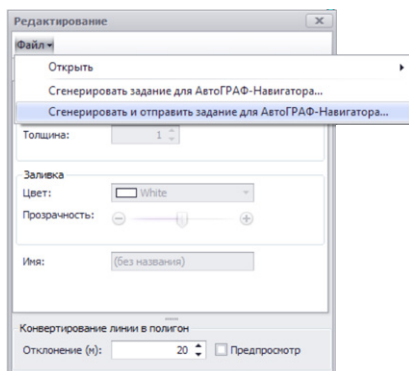 Редактирование
Файл
Открыть
Сгенерировать задание для АвтоГРАФ-Навигатора...
Сгенерировать и отправить задание для АвтоГРАФ-Навигатора...
Толщина: 1
Заливка
Цвет: White
Прозрачность:
Имя: (без названия)
Конвертирование линии в полигон
Отклонение (м): 20 Предпросмотр